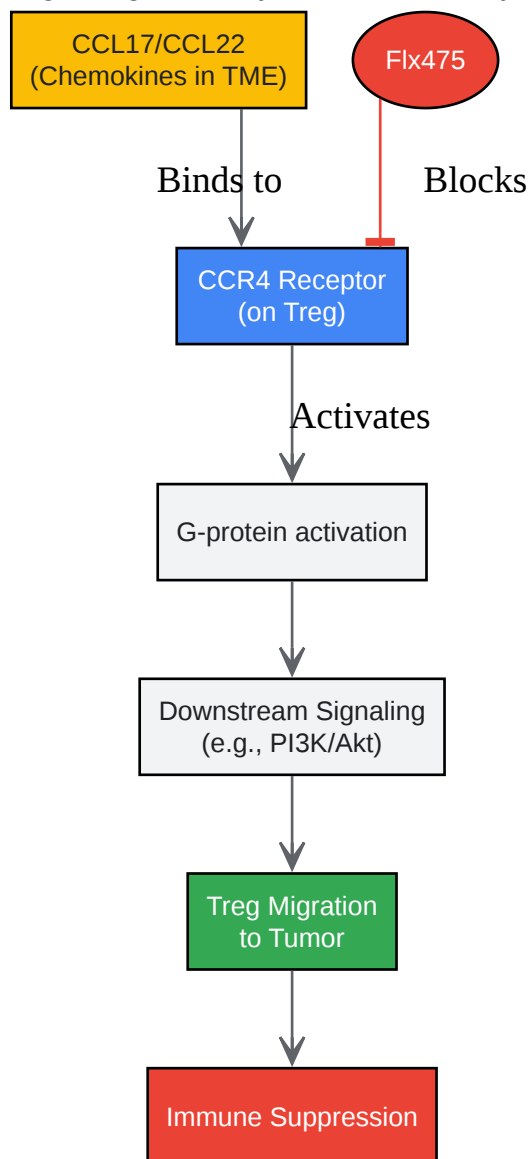 CCL17/CCL22
(Chemokines in TME)
Flx475
Binds to
Blocks
CCR4 Receptor
(on Treg)
Activates
G-protein activation
Downstream Signaling
(e.g., PI3K/Akt)
Treg Migration
to Tumor
Immune Suppression